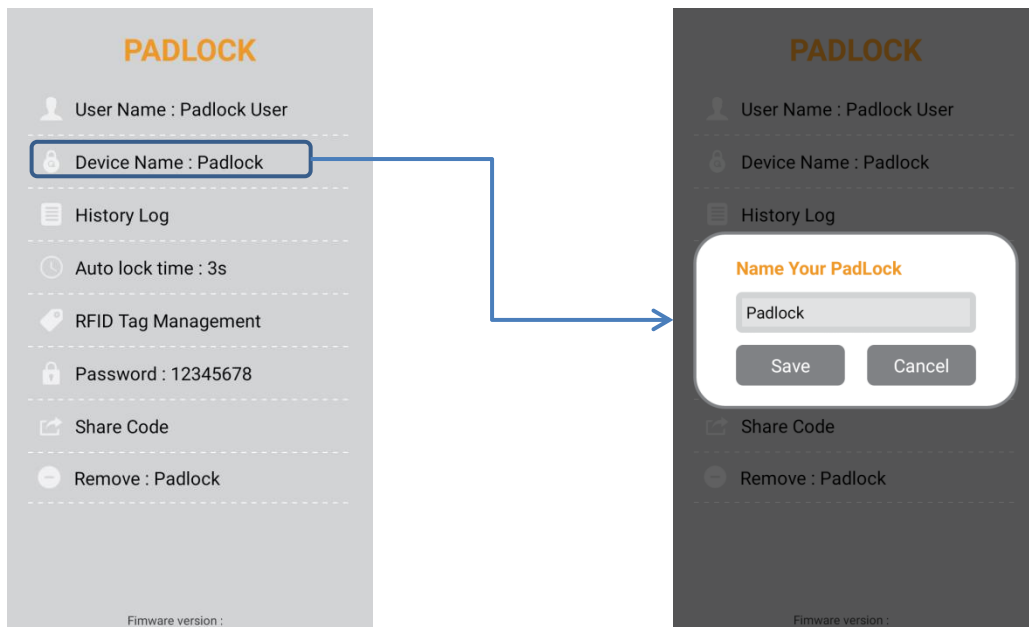 PADLOCK
User Name : Padlock User
Device Name : Padlock
History Log
Auto lock time : 3s
RFID Tag Management
Password : 12345678
Share Code
Remove : Padlock
Fimware version :
PADLOCK
User Name : Padlock User
Device Name : Padlock
History Log
Name Your PadLock
Padlock
Save Cancel
Share Code
Remove : Padlock
Fimware version :